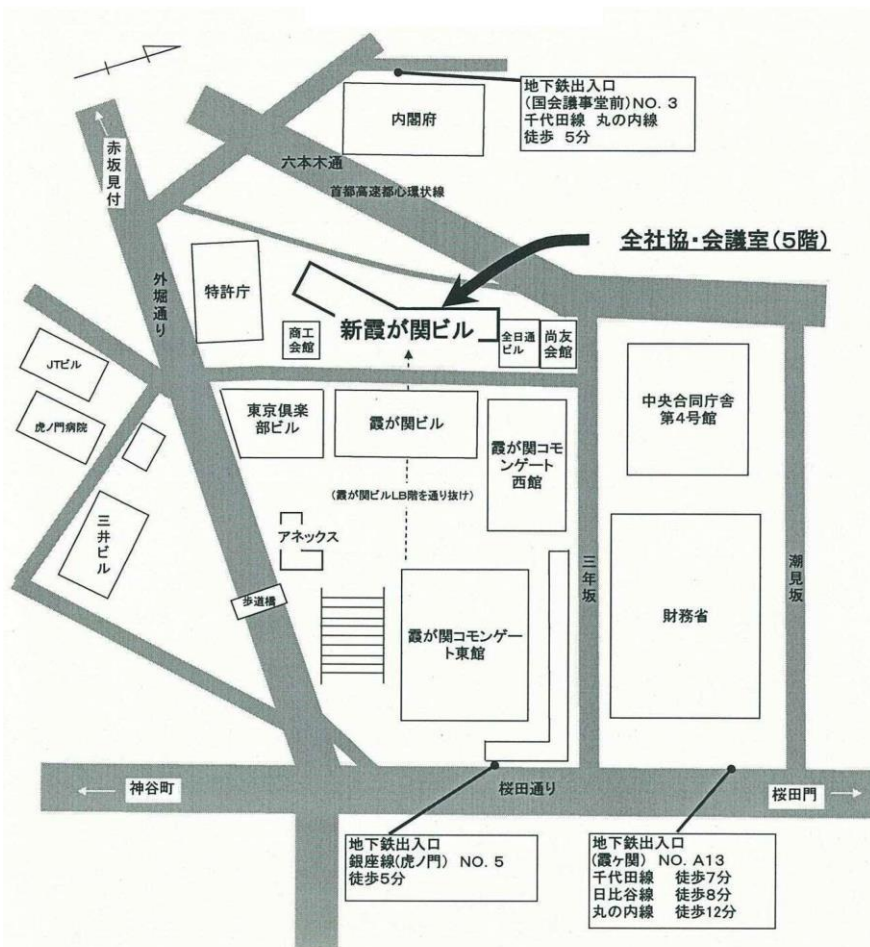 地下鉄出入口
(国会議事堂前)NO. 3
千代田線 丸の内線
徒歩 5分
内閣府
六本木通
首都高速都心環状線
赤坂見付
外堀通り
全社協・会議室(5階)
特許庁
商工
会館
新霞が関ビル
全日通
ビル
尚友
会館
JTビル
虎ノ門病院
東京倶楽
部ビル
霞が関ビル
霞が関コモ
ンゲート
西館
中央合同庁舎
第4号館
(霞が関ビルLB階を通り抜け)
三井ビル
アネックス
歩道橋
霞が関コモンゲー
ト東館
三年坂
財務省
潮見坂
神谷町
桜田通り
桜田門
地下鉄出入口
銀座線(虎ノ門) NO. 5
徒歩5分
地下鉄出入口
(霞ヶ関) NO. A13
千代田線 徒歩7分
日比谷線 徒歩8分
丸の内線 徒歩12分